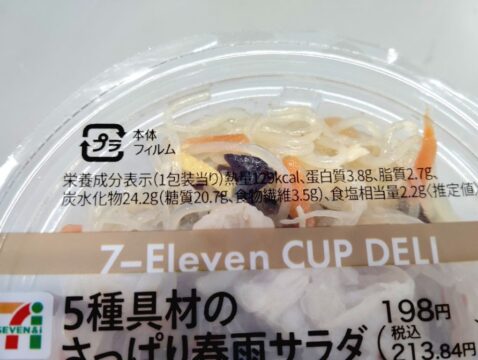 プラ
本体
フィルム
栄養成分表示(1包装当り)熱量129kcal、蛋白質3.8g、脂質2.7g、
炭水化物24.2g(糖質20.7g、食物繊維3.5g)、食塩相当量2.2g(推定値)
7-Eleven CUP DELI
SEVEN&i
5種具材の
さっぱり春雨サラダ
198円
(税込
213.84円